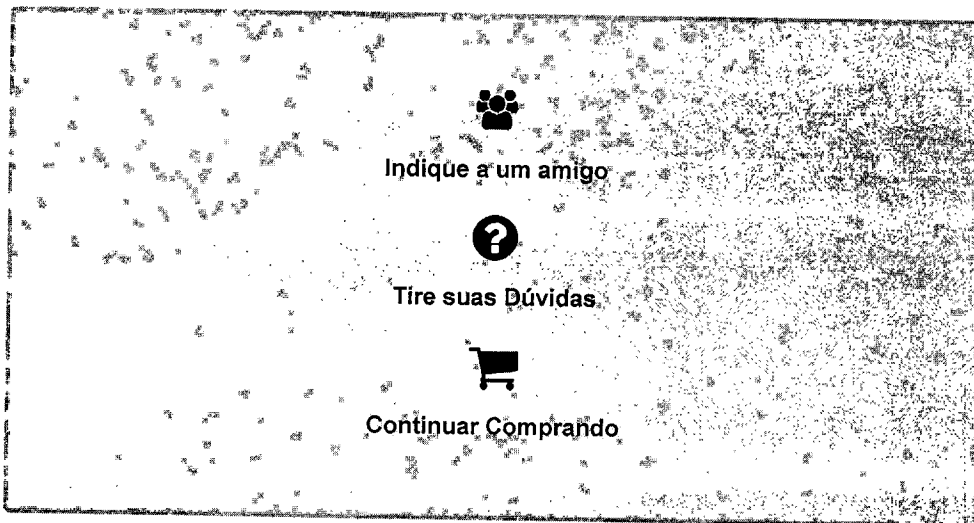 Indique a um amigo
Tire suas Dúvidas
Continuar Comprando